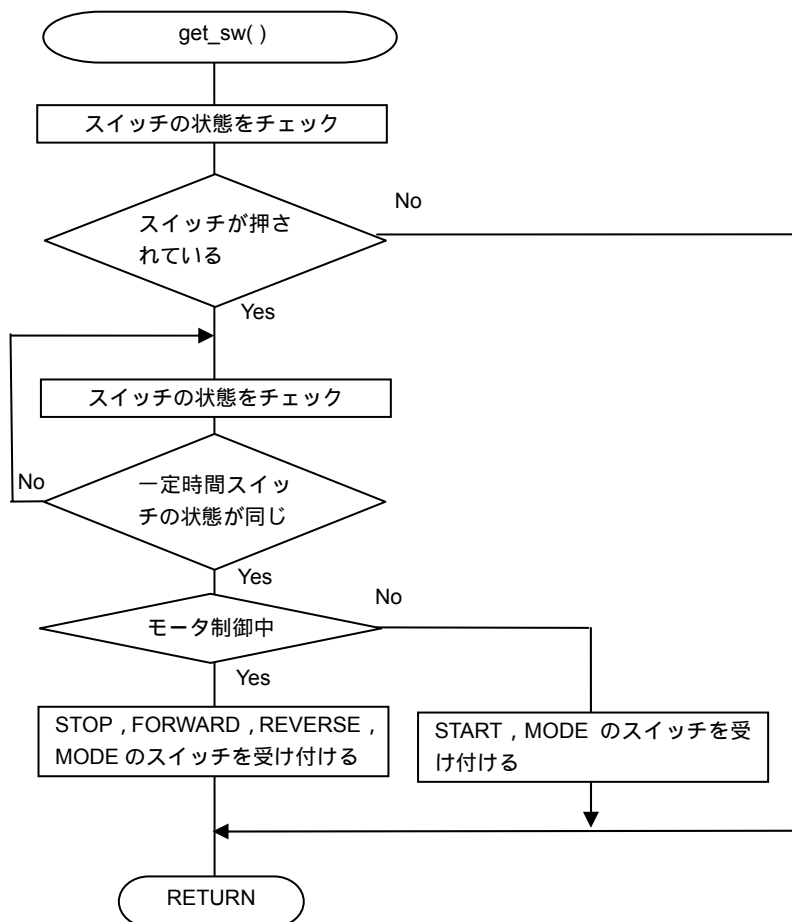 get_sw( )
スイッチの状態をチェック
スイッチが押さ
れている
No
Yes
スイッチの状態をチェック
一定時間スイッ
チの状態が同じ
No
Yes
モータ制御中
No
Yes
STOP , FORWARD , REVERSE ,
MODE のスイッチを受け付ける
START , MODE のスイッチを受
け付ける
RETURN